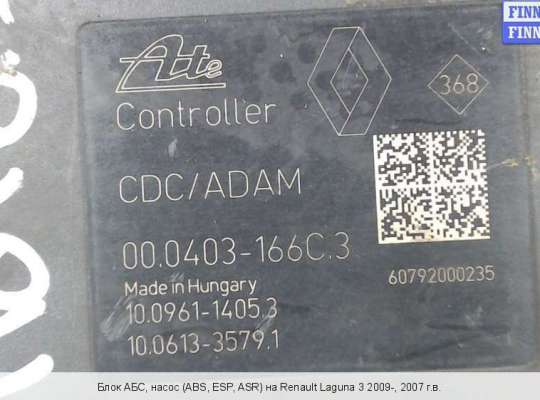 FINN
FINN
Ate
368
Controller
CDC/ADAM
00.0403-166C.3
60792000235
Made in Hungary
10.0961-1405.3
10.0613-3579.1
Блок АБС, насос (ABS, ESP, ASR) на Renault Laguna 3 2009-, 2007 г.в.